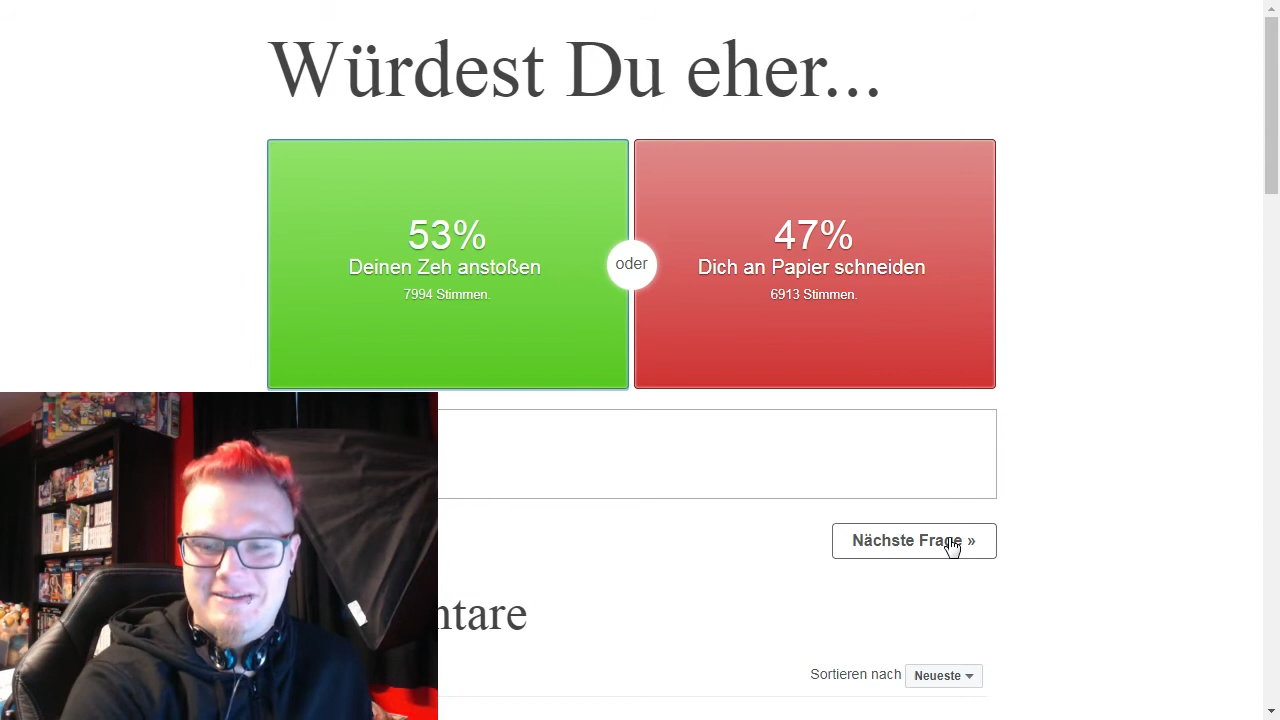 Würdest Du eher...
53%
Deinen Zeh anstoßen
7994 Stimmen.
oder
47%
Dich an Papier schneiden
6913 Stimmen.
Nächste Frage »
ntare
Sortieren nach Neueste